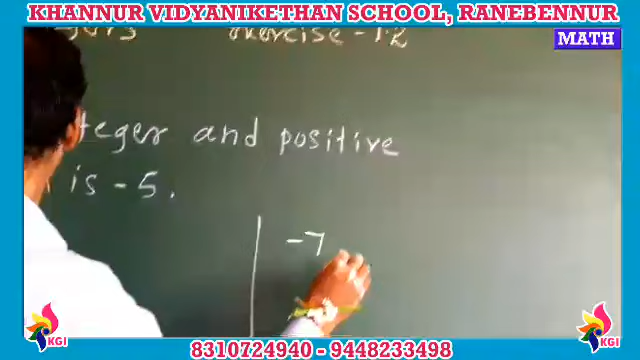 KHANNUR VIDYANIKETHAN SCHOOL, RANEBENNUR
MATH
exercise - 1.2
teger and positive
is - 5.
-7
KGI
KGI
8310724940 - 9448233498